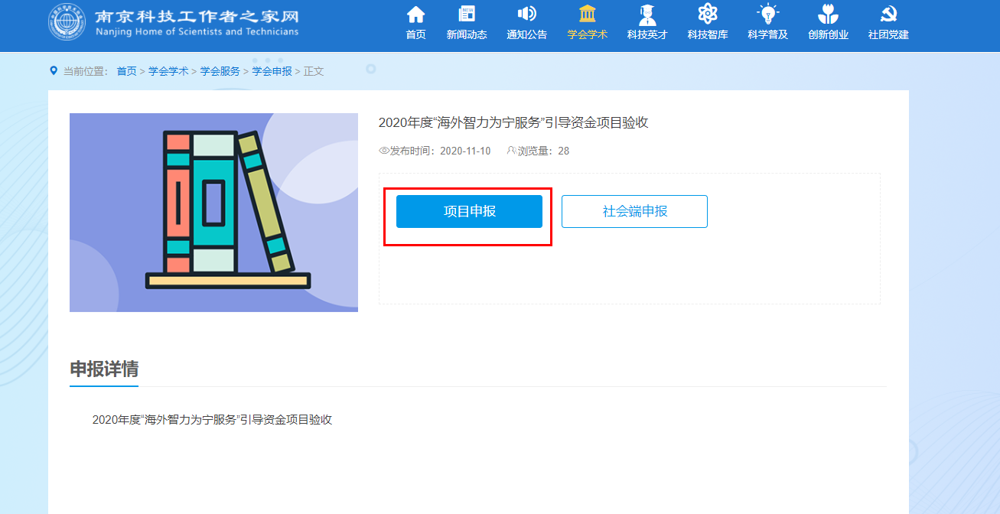 南京科技工作者之家网
Nanjing Home of Scientists and Technicians
首页 新闻动态 通知公告 学会学术 科技英才 科技智库 科学普及 创新创业 社团党建
当前位置： 首页 > 学会学术 > 学会服务 > 学会申报 > 正文
2020年度“海外智力为宁服务”引导资金项目验收
发布时间：2020-11-10 浏览量：28
项目申报 社会端申报
申报详情
2020年度“海外智力为宁服务”引导资金项目验收